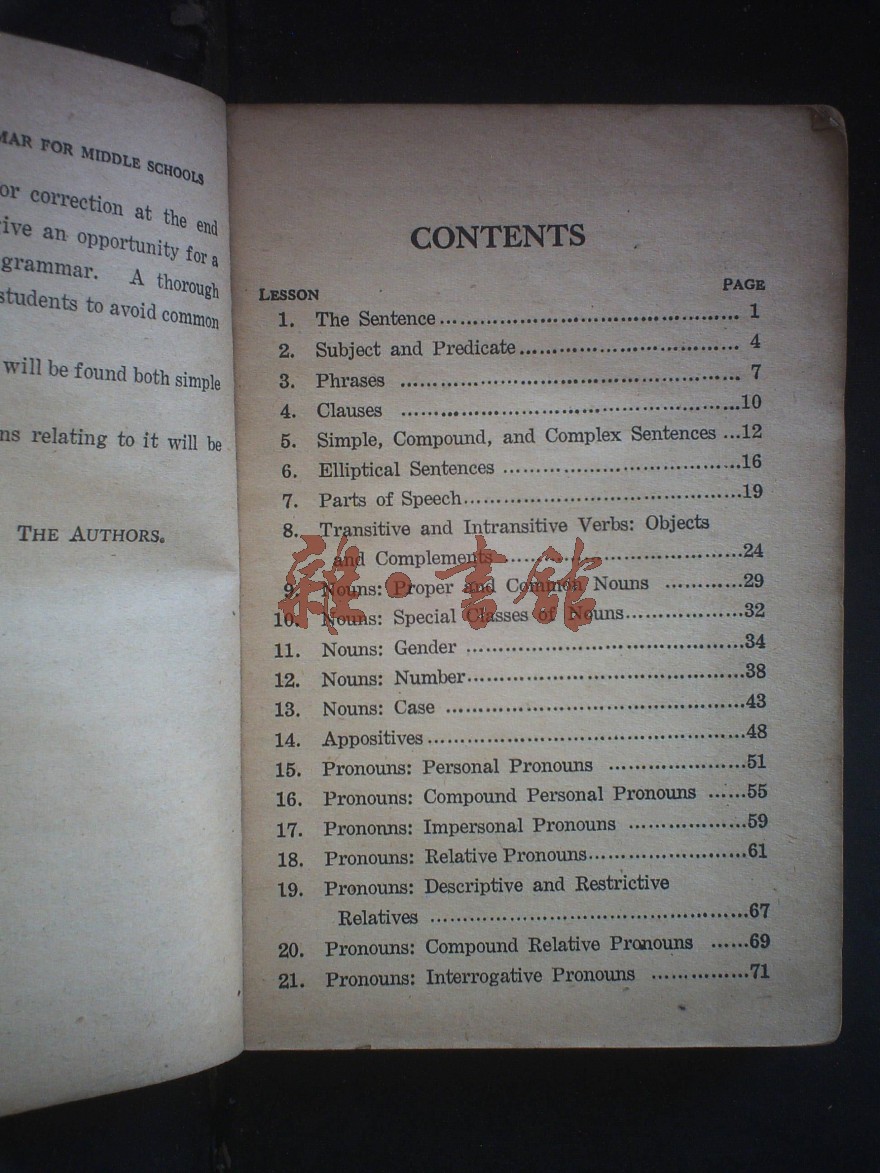 MAR FOR MIDDLE SCHOOLS
or correction at the end
ive an opportunity for a
grammar. A thorough
students to avoid common
will be found both simple
ns relating to it will be
THE AUTHORS.
CONTENTS
LESSON PAGE
1. The Sentence ................................................ 1
2. Subject and Predicate .................................... 4
3. Phrases ...................................................... 7
4. Clauses ......................................................10
5. Simple, Compound, and Complex Sentences ...12
6. Elliptical Sentences ......................................16
7. Parts of Speech............................................19
8. Transitive and Intransitive Verbs: Objects
and Complements.......................................24
9. Nouns: Proper and Common Nouns ............29
10. Nouns: Special Classes of Nouns..................32
11. Nouns: Gender ............................................34
12. Nouns: Number............................................38
13. Nouns: Case ................................................43
14. Appositives ..................................................48
15. Pronouns: Personal Pronouns .....................51
16. Pronouns: Compound Personal Pronouns ......55
17. Pronouns: Impersonal Pronouns ..................59
18. Pronouns: Relative Pronouns........................61
19. Pronouns: Descriptive and Restrictive
Relatives ..................................................67
20. Pronouns: Compound Relative Pronouns ......69
21. Pronouns: Interrogative Pronouns ...............71
雜·書館